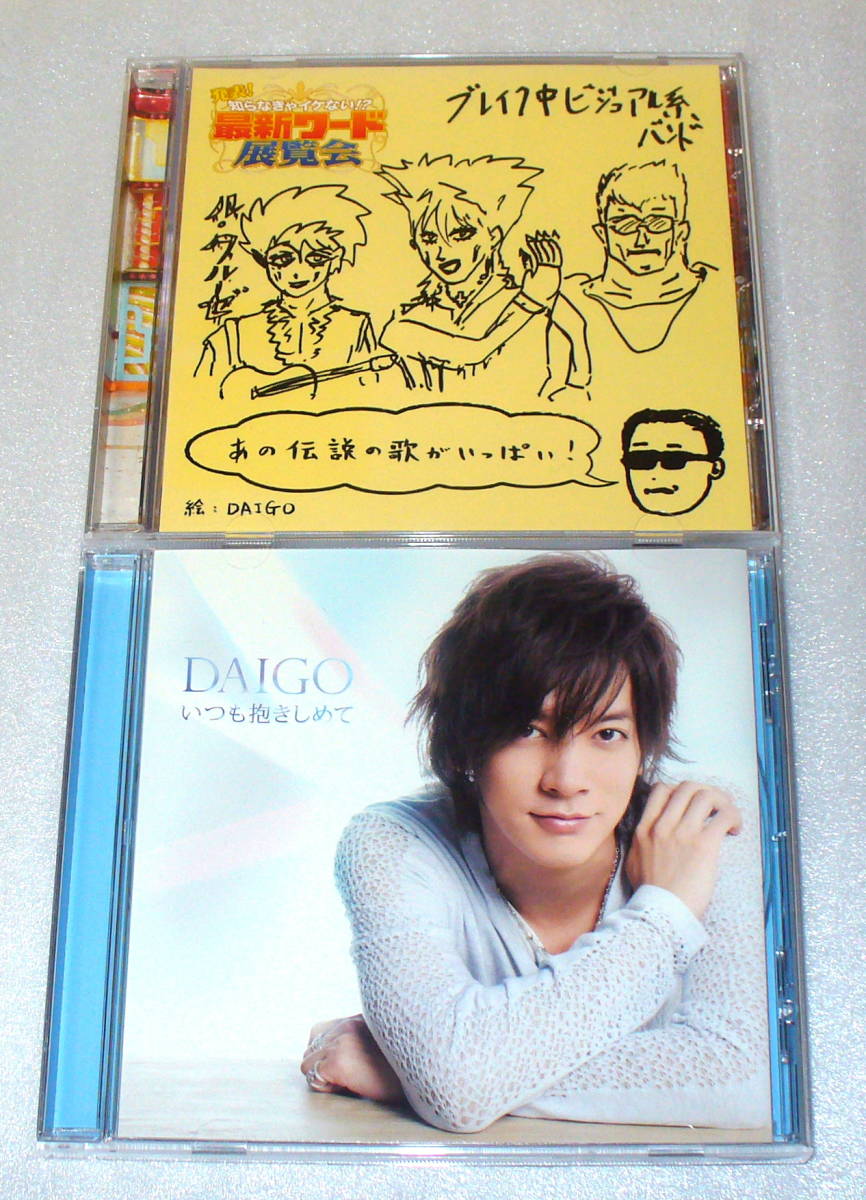 発表!
知らなきゃイケない!?
最新ワード
展覧会
ブレイク中ビジュアル系、
バンド
あの伝説の歌がいっぱい!
絵:DAIGO
DAIGO
いつも抱きしめて